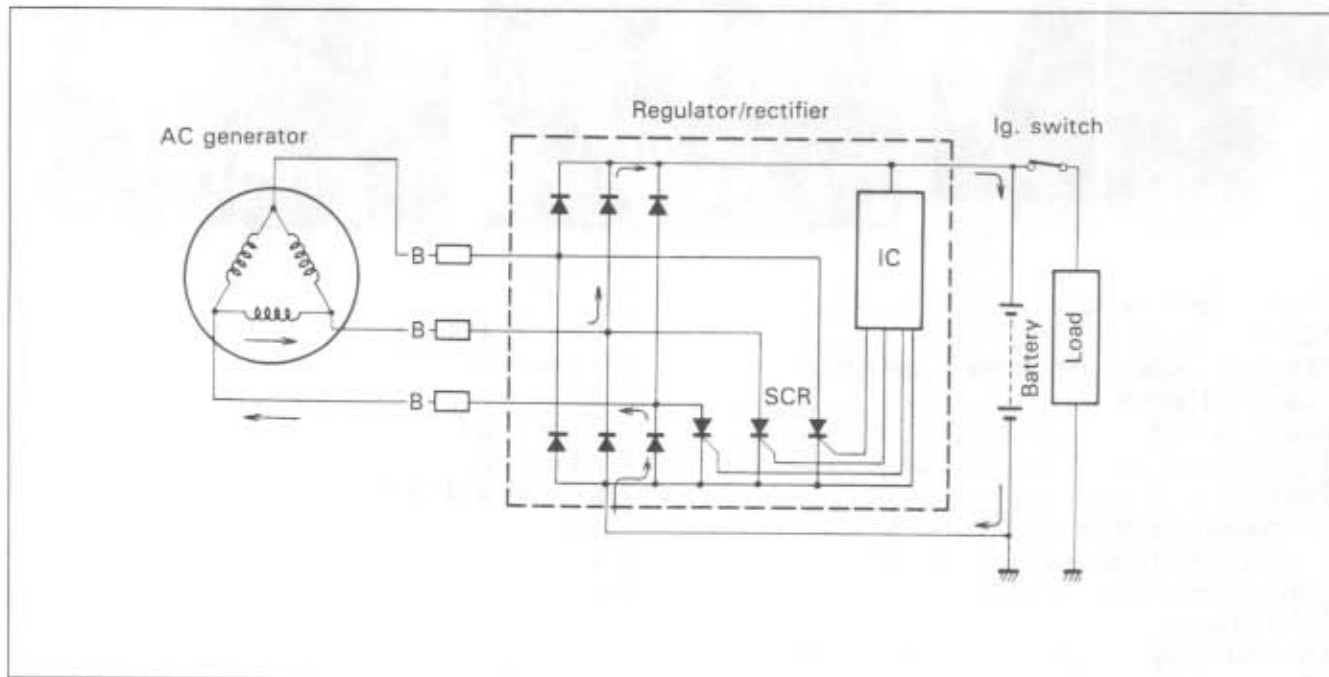 Regulator/rectifier
AC generator
Ig. switch
B
IC
B
Battery
Load
B
SCR